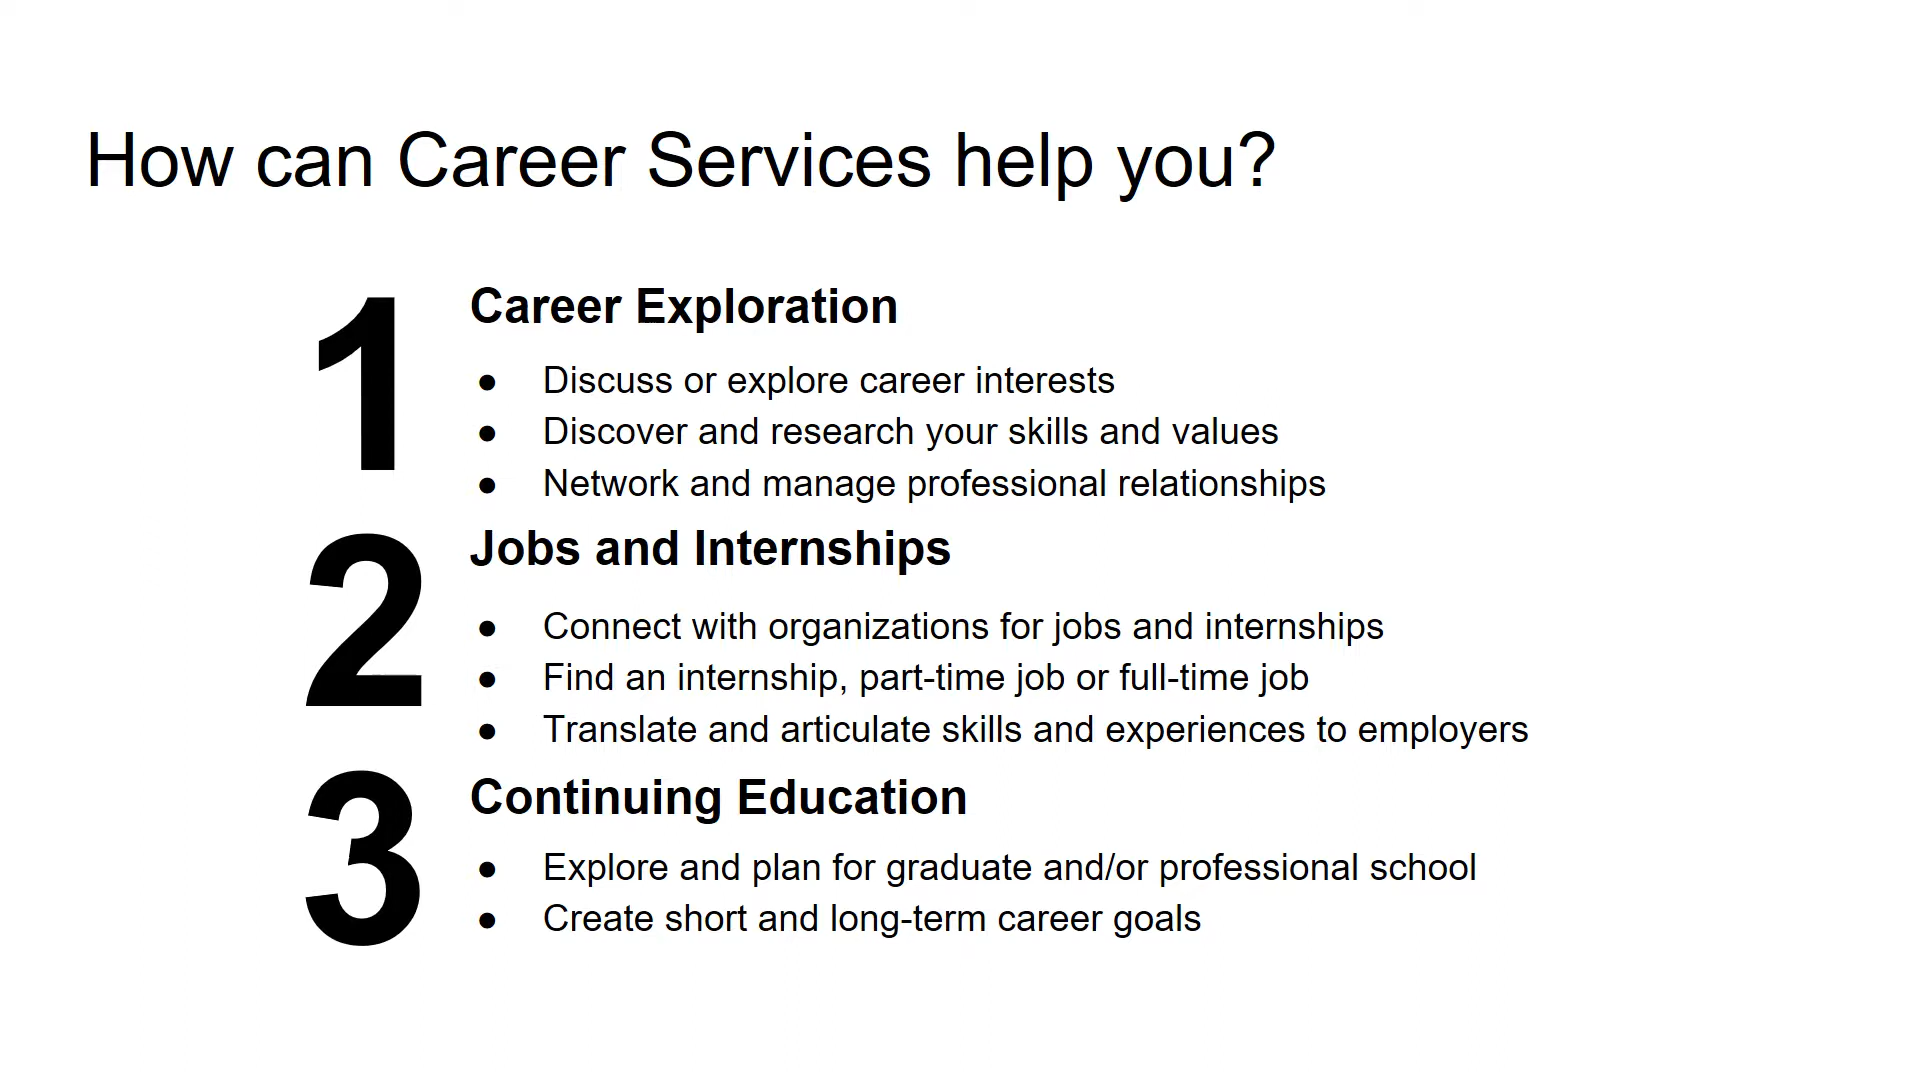 How can Career Services help you?
1
Career Exploration
● Discuss or explore career interests
● Discover and research your skills and values
● Network and manage professional relationships
2
Jobs and Internships
● Connect with organizations for jobs and internships
● Find an internship, part-time job or full-time job
● Translate and articulate skills and experiences to employers
3
Continuing Education
● Explore and plan for graduate and/or professional school
● Create short and long-term career goals